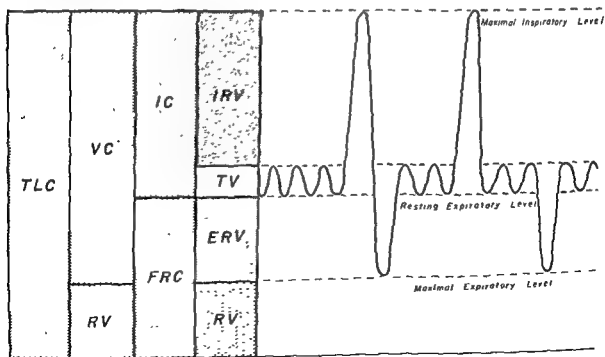 Maximal Inspiratory Level
IC
IRV
VC
TLC
TV
Resting Expiratory Level
ERV
FRC
Maximal Expiratory Level
RV
RV